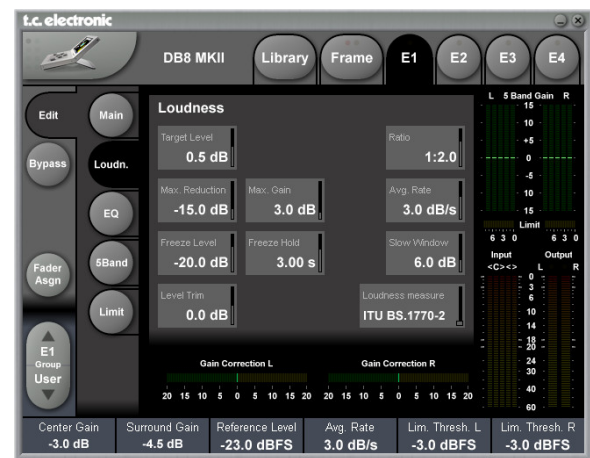 t.c. electronic
DB8 MKII
Library
Frame
E1
E2
E3
E4
Edit
Main
Bypass
Loudn.
EQ
5Band
Fader
Asgn
Limit
E1
Group
User
Loudness
Target Level
0.5 dB
Ratio
1:2.0
Max. Reduction
-15.0 dB
Max. Gain
3.0 dB
Avg. Rate
3.0 dB/s
Freeze Level
-20.0 dB
Freeze Hold
3.00 s
Slow Window
6.0 dB
Level Trim
0.0 dB
Loudness measure
ITU BS.1770-2
Gain Correction L
20 15 10 5 0 5 10 15 20
Gain Correction R
20 15 10 5 0 5 10 15 20
L 5 Band Gain R
15
10
+5
0
-5
10
15
Limit
6 3 0 6 3 0
Input Output
<C><> L R
0
3
6
10
14
18
20
24
30
40
60
Center Gain
-3.0 dB
Surround Gain
-4.5 dB
Reference Level
-23.0 dBFS
Avg. Rate
3.0 dB/s
Lim. Thresh. L
-3.0 dBFS
Lim. Thresh. R
-3.0 dBFS